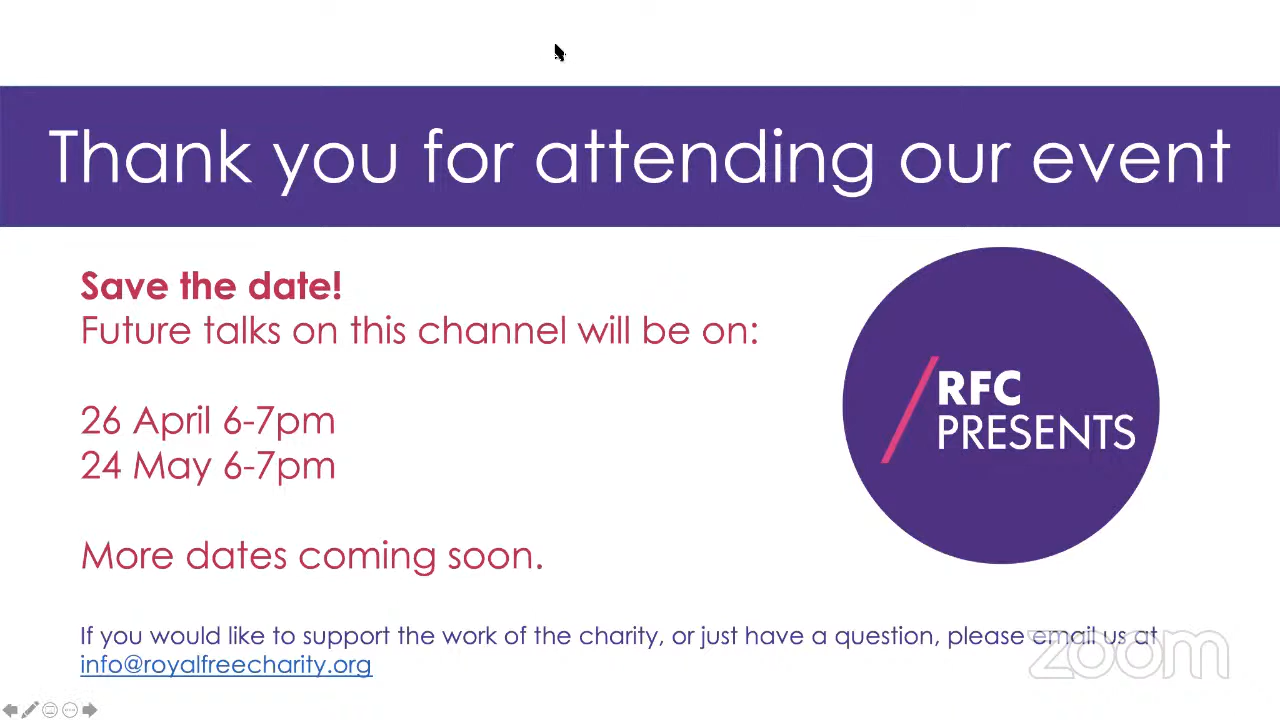 Thank you for attending our event
Save the date!
Future talks on this channel will be on:
26 April 6-7pm
24 May 6-7pm
More dates coming soon.
RFC
PRESENTS
If you would like to support the work of the charity, or just have a question, please email us at
info@royalfreecharity.org
zoom